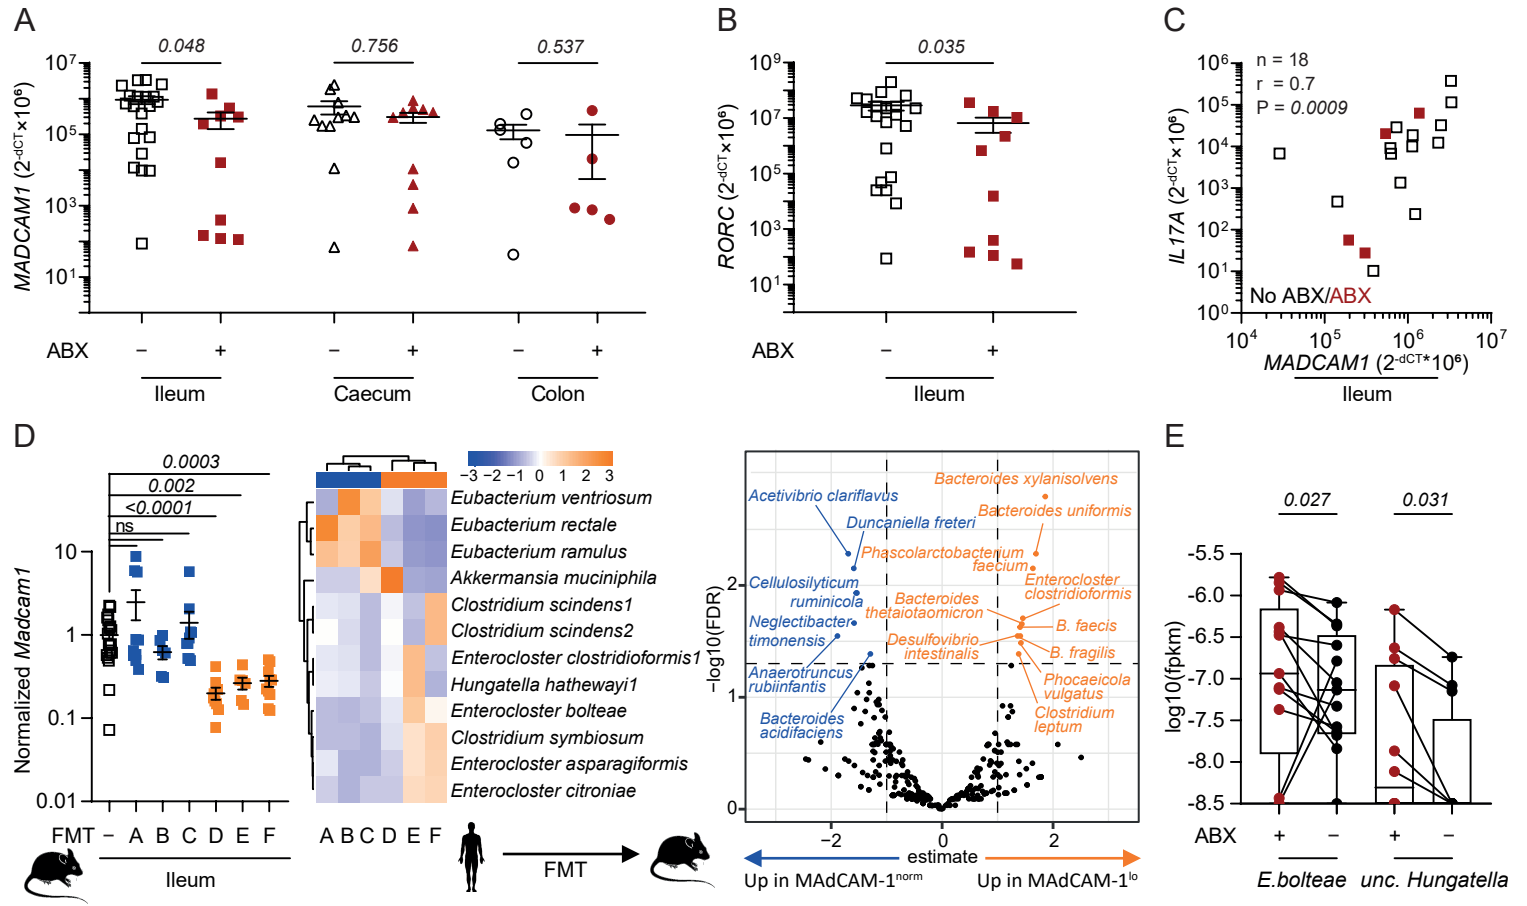 A
0.048
0.756
0.537
MADCAM1 (2⁻ᵈᶜᵀ×10⁶)
10⁷
10⁵
10³
10¹
ABX
− + − + − +
Ileum
Caecum
Colon
B
0.035
RORC (2⁻ᵈᶜᵀ×10⁶)
10⁹
10⁷
10⁵
10³
10¹
ABX
− +
Ileum
C
n = 18
r = 0.7
P = 0.0009
IL17A (2⁻ᵈᶜᵀ×10⁶)
10⁶
10⁵
10⁴
10³
10²
10¹
10⁰
No ABX/ABX
10⁴ 10⁵ 10⁶ 10⁷
MADCAM1 (2⁻ᵈᶜᵀ*10⁶)
Ileum
D
0.0003
0.002
<0.0001
ns
Normalized Madcam1
10
1
0.1
0.01
FMT − A B C D E F
Ileum
−3 −2 −1 0 1 2 3
Eubacterium ventriosum
Eubacterium rectale
Eubacterium ramulus
Akkermansia muciniphila
Clostridium scindens1
Clostridium scindens2
Enterocloster clostridioformis1
Hungatella hathewayi1
Enterocloster bolteae
Clostridium symbiosum
Enterocloster asparagiformis
Enterocloster citroniae
A B C D E F
FMT
−log10(FDR)
2
1
0
Acetivibrio clariflavus
Duncaniella freteri
Cellulosilyticum
ruminicola
Neglectibacter
timonensis
Anaerotruncus
rubiinfantis
Bacteroides
acidifaciens
Bacteroides xylanisolvens
Bacteroides uniformis
Phascolarctobacterium
faecium
Enterocloster
clostridioformis
Bacteroides
thetaiotaomicron
B. faecis
Desulfovibrio
intestinalis
B. fragilis
Phocaeicola
vulgatus
Clostridium
leptum
−2 0 2
estimate
Up in MAdCAM-1ⁿᵒʳᵐ
Up in MAdCAM-1ˡᵒ
E
0.027
0.031
log10(fpkm)
-5.5
-6.0
-6.5
-7.0
-7.5
-8.0
-8.5
ABX
+ − + −
E.bolteae
unc. Hungatella